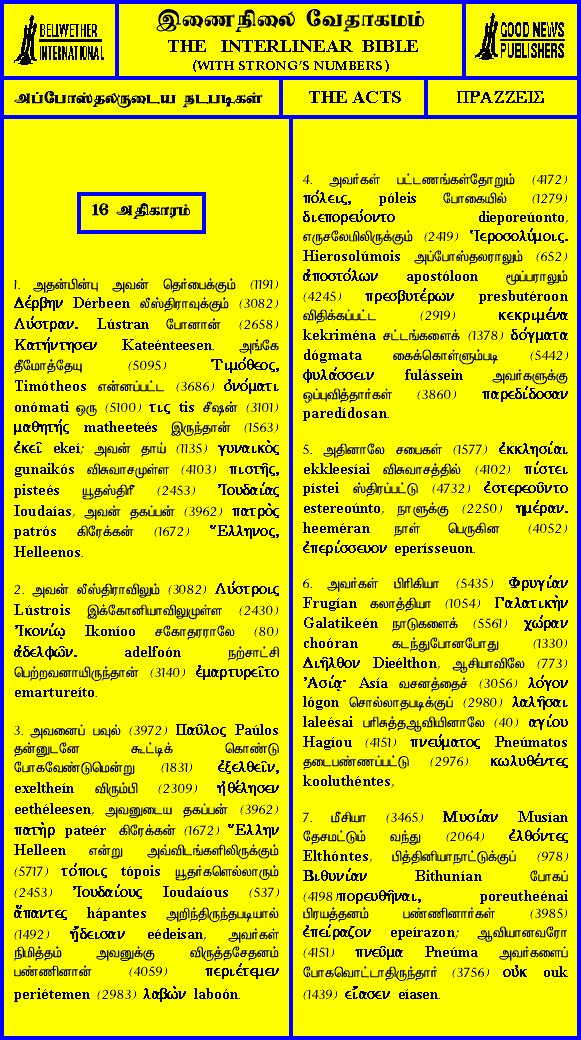 BELLWETHER
INTERNATIONAL
இணைநிலை வேதாகமம்
THE INTERLINEAR BIBLE
(WITH STRONG'S NUMBERS)
GOOD NEWS
PUBLISHERS
அப்போஸ்தலருடைய நடபடிகள்
THE ACTS
ΠΡΑΖΖΕΙΣ
16 அதிகாரம்
1. அதன்பின்பு அவன் தெர்பைக்கும் (1191)
Δέρβην Dérbeen லீஸ்திராவுக்கும் (3082)
Λύστραν. Lústran போனான் (2658)
Κατήντησεν Kateénteesen. அங்கே
தீமோத்தேயு (5095) Τιμόθεος,
Timótheos என்னப்பட்ட (3686) ὀνόματι
onómati ஒரு (5100) τις tis சீஷன் (3101)
μαθητής matheeteés இருந்தான் (1563)
ἐκεῖ ekeí; அவன் தாய் (1135) γυναικὸς
gunaikós விசுவாசமுள்ள (4103) πιστῆς,
pisteés யூதஸ்திரீ (2453) Ἰουδαίας
Ioudaías, அவன் தகப்பன் (3962) πατρὸς
patrós கிரேக்கன் (1672) Ἕλληνος,
Helleenos.
2. அவன் லீஸ்திராவிலும் (3082) Λύστροις
Lústrois இக்கோனியாவிலுமுள்ள (2430)
Ἰκονίῳ Ikoníoo சகோதரராலே (80)
ἀδελφῶν. adelfoón நற்சாட்சி
பெற்றவனாயிருந்தான் (3140) ἐμαρτυρεῖτο
emartureíto.
3. அவனைப் பவுல் (3972) Παῦλος Paúlos
தன்னுடனே கூட்டிக் கொண்டு
போகவேண்டுமென்று (1831) ἐξελθεῖν,
exeltheín விரும்பி (2309) ἠθέλησεν
eethéleesen, அவனுடைய தகப்பன் (3962)
πατὴρ pateér கிரேக்கன் (1672) Ἕλλην
Helleen என்று அவ்விடங்களிலிருக்கும்
(5717) τόποις tópois யூதர்களெல்லாரும்
(2453) Ἰουδαίους Ioudaíous (537)
ἅπαντες hápantes அறிந்திருந்தபடியால்
(1492) ᾔδεισαν eédeisan, அவர்கள்
நிமித்தம் அவனுக்கு விருத்தசேதனம்
பண்ணினான் (4059) περιέτεμεν
periétemen (2983) λαβὼν laboón.
4. அவர்கள் பட்டணங்கள்தோறும் (4172)
πόλεις, póleis போகையில் (1279)
διεπορεύοντο dieporeúonto,
எருசலேமிலிருக்கும் (2419) Ἱεροσολύμοις.
Hierosolúmois அப்போஸ்தலராலும் (652)
ἀποστόλων apostóloon மூப்பராலும்
(4245) πρεσβυτέρων presbutéroon
விதிக்கப்பட்ட (2919) κεκριμένα
kekriména சட்டங்களைக் (1378) δόγματα
dógmata கைக்கொள்ளும்படி (5442)
φυλάσσειν fulássein அவர்களுக்கு
ஒப்புவித்தார்கள் (3860) παρεδίδοσαν
paredídosan.
5. அதினாலே சபைகள் (1577) ἐκκλησίαι
ekkleesíai விசுவாசத்தில் (4102) πίστει
pístei ஸ்திரப்பட்டு (4732) ἐστερεοῦντο
estereoúnto, நாளுக்கு (2250) ἡμέραν.
heeméran நாள் பெருகின (4052)
ἐπερίσσευον eperísseuon.
6. அவர்கள் பிரிகியா (5435) Φρυγίαν
Frugían கலாத்தியா (1054) Γαλατικὴν
Galatikeén நாடுகளைக் (5561) χώραν
choóran கடந்துபோனபோது (1330)
Διῆλθον Dieélthon, ஆசியாவிலே (773)
Ἀσίᾳ· Asía வசனத்தைச் (3056) λόγον
lógon சொல்லாதபடிக்குப் (2980) λαλῆσαι
laleésai பரிசுத்தஆவியினாலே (40) αγίου
Hagíou (4151) πνεύματος Pneúmatos
தடைபண்ணப்பட்டு (2976) κωλυθέντες
kooluthéntes,
7. மீசியா (3465) Μυσίαν Musían
தேசமட்டும் வந்து (2064) ἐλθόντες
Elthóntes, பித்தினியாநாட்டுக்குப் (978)
Βιθυνίαν Bithunían போகப்
(4198)πορευθῆναι, poreutheénai
பிரயத்தனம் பண்ணினார்கள் (3985)
ἐπείραζον epeírazon; ஆவியானவரோ
(4151) πνεῦμα Pneúma அவர்களைப்
போகவொட்டாதிருந்தார் (3756) οὐκ ouk
(1439) εἴασεν eíasen.